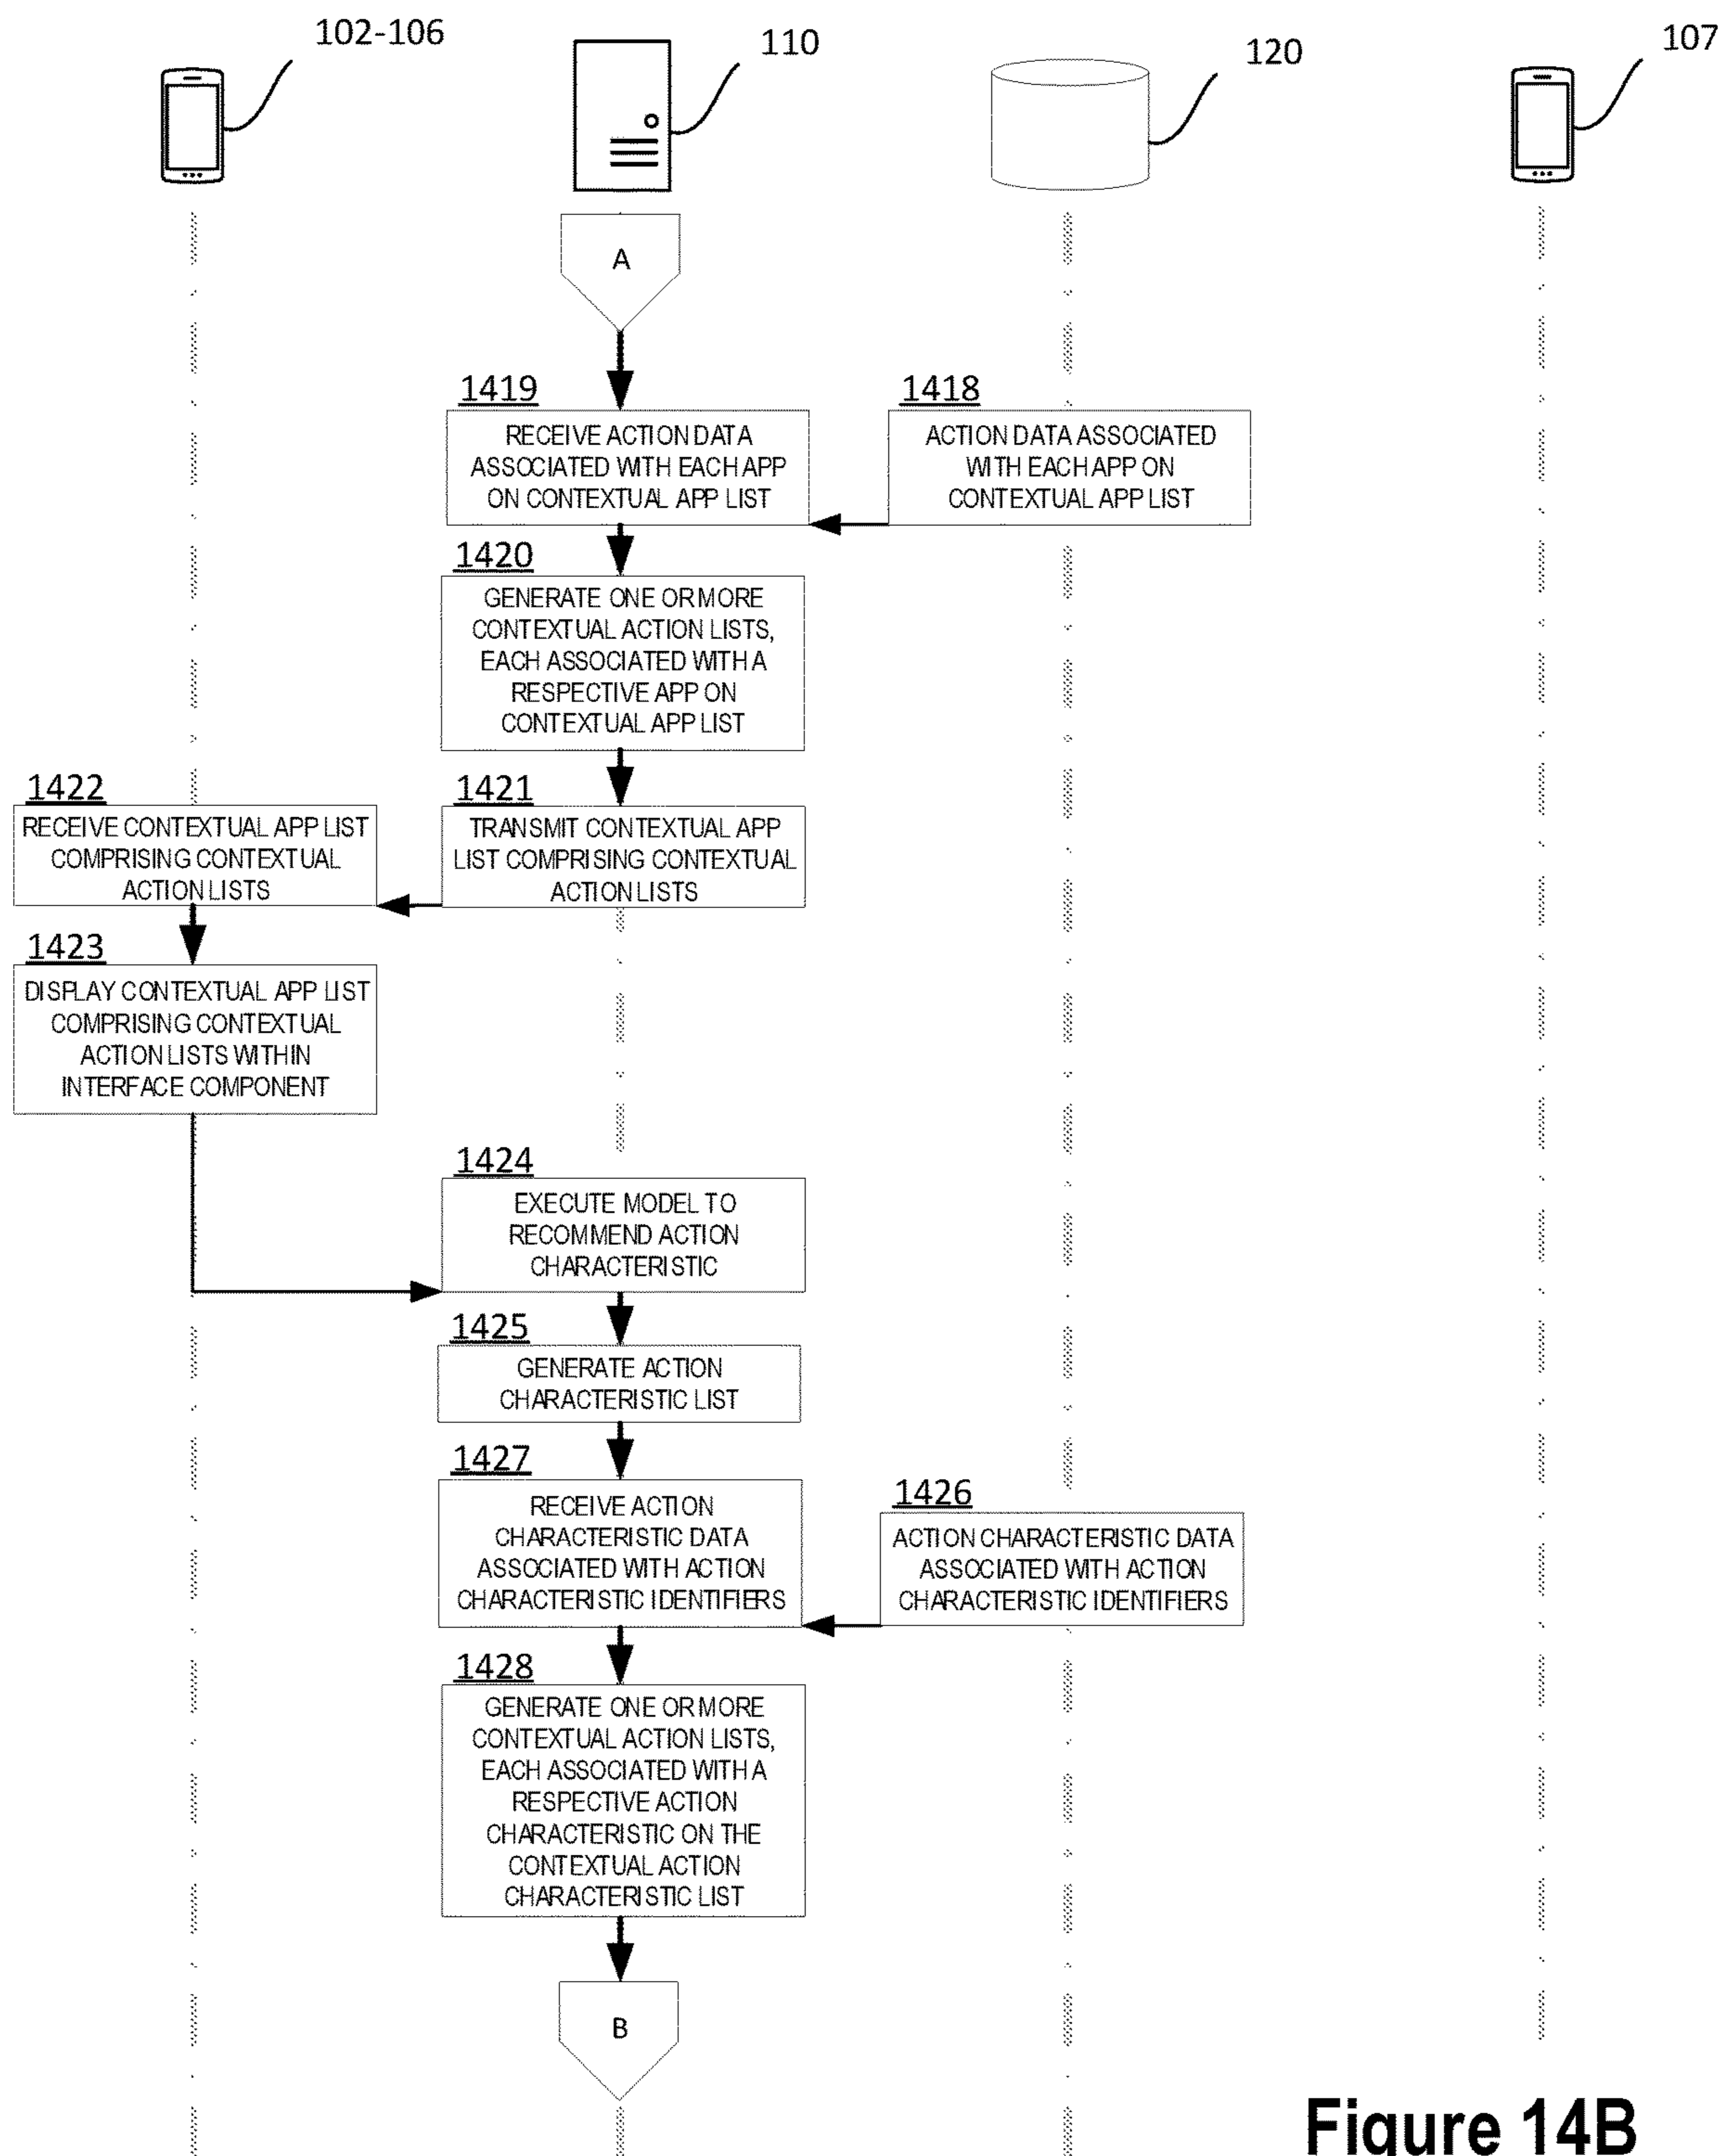 102-106
110
120
107
A
1419
RECEIVE ACTION DATA
ASSOCIATED WITH EACH APP
ON CONTEXTUAL APP LIST
1418
ACTION DATA ASSOCIATED
WITH EACH APP ON
CONTEXTUAL APP LIST
1420
GENERATE ONE OR MORE
CONTEXTUAL ACTION LISTS,
EACH ASSOCIATED WITH A
RESPECTIVE APP ON
CONTEXTUAL APP LIST
1422
RECEIVE CONTEXTUAL APP LIST
COMPRISING CONTEXTUAL
ACTION LISTS
1421
TRANSMIT CONTEXTUAL APP
LIST COMPRISING CONTEXTUAL
ACTION LISTS
1423
DISPLAY CONTEXTUAL APP LIST
COMPRISING CONTEXTUAL
ACTION LISTS WITHIN
INTERFACE COMPONENT
1424
EXECUTE MODEL TO
RECOMMEND ACTION
CHARACTERISTIC
1425
GENERATE ACTION
CHARACTERISTIC LIST
1427
RECEIVE ACTION
CHARACTERISTIC DATA
ASSOCIATED WITH ACTION
CHARACTERISTIC IDENTIFIERS
1426
ACTION CHARACTERISTIC DATA
ASSOCIATED WITH ACTION
CHARACTERISTIC IDENTIFIERS
1428
GENERATE ONE OR MORE
CONTEXTUAL ACTION LISTS,
EACH ASSOCIATED WITH A
RESPECTIVE ACTION
CHARACTERISTIC ON THE
CONTEXTUAL ACTION
CHARACTERISTIC LIST
B
Figure 14B